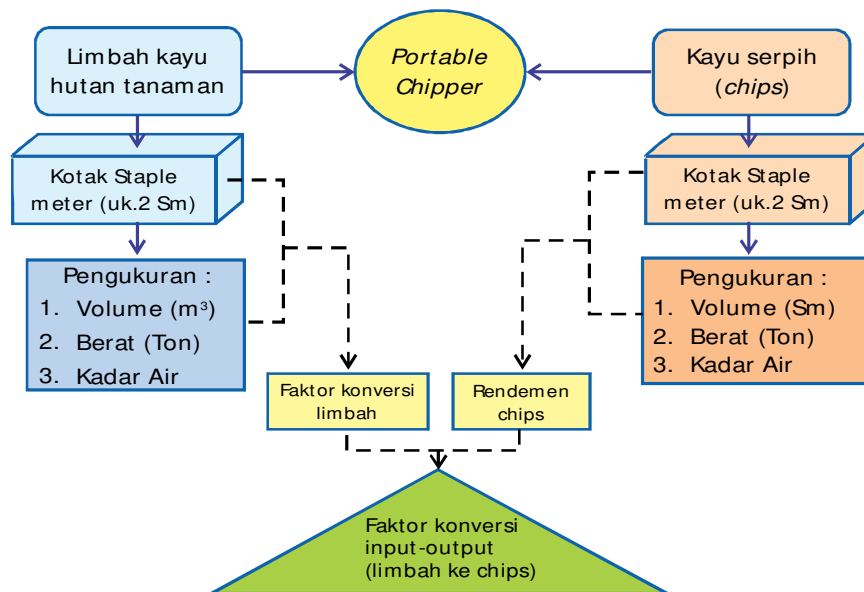 Limbah kayu
hutan tanaman
Portable
Chipper
Kayu serpih
(chips)
Kotak Staple
meter (uk.2 Sm)
Kotak Staple
meter (uk.2 Sm)
Pengukuran :
1. Volume (m³)
2. Berat (Ton)
3. Kadar Air
Pengukuran :
1. Volume (Sm)
2. Berat (Ton)
3. Kadar Air
Faktor konversi
limbah
Rendemen
chips
Faktor konversi
input-output
(limbah ke chips)